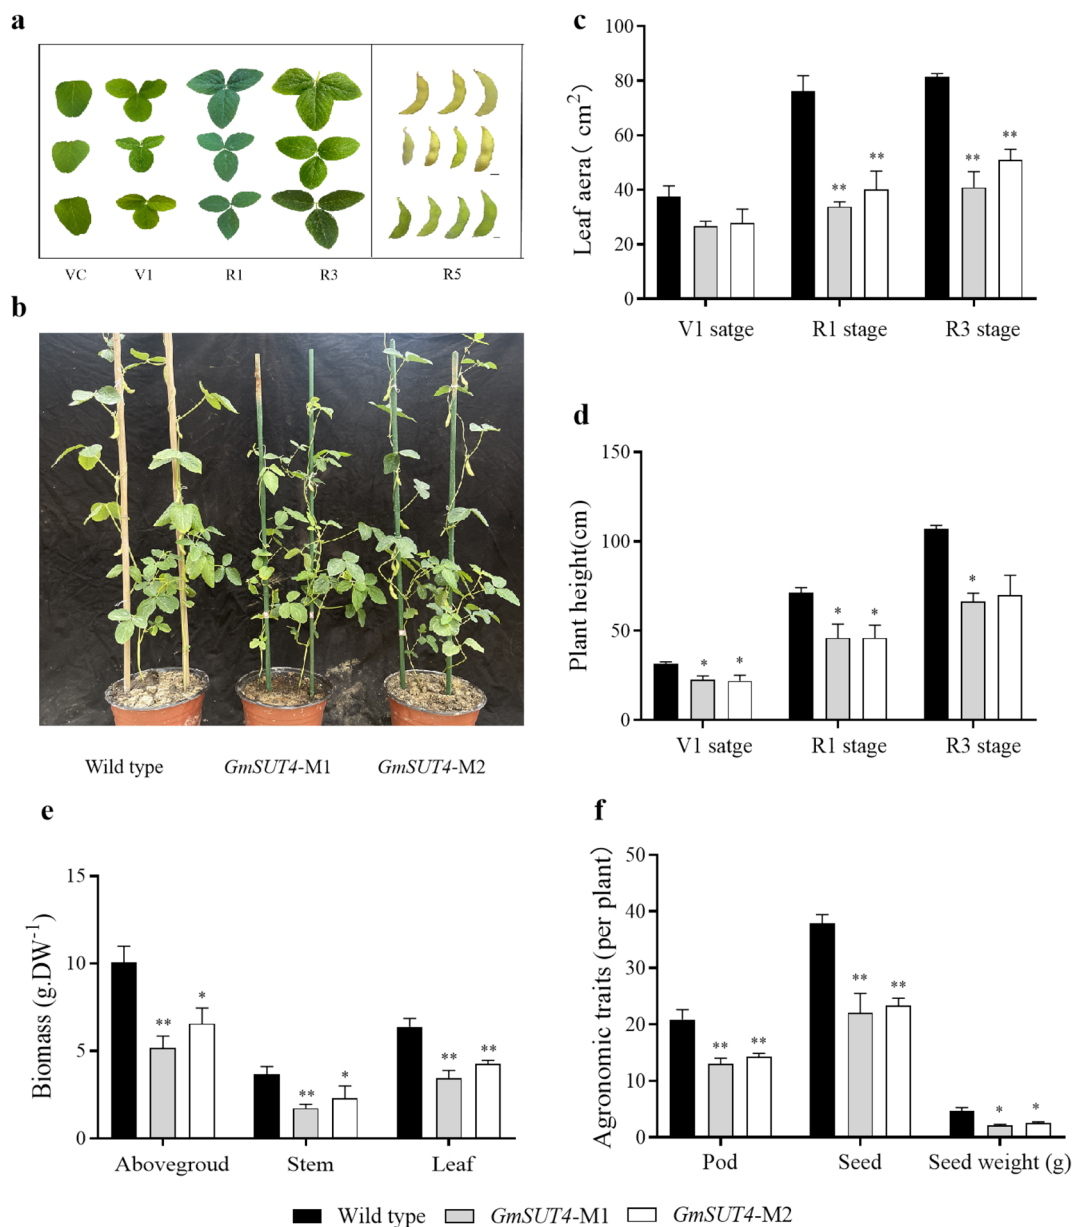 a
VC V1 R1 R3 R5
b
Wild type GmSUT4-M1 GmSUT4-M2
c
Leaf aera( cm2)
100
80
60
40
20
0
** ** ** **
V1 satge R1 stage R3 stage
d
Plant height(cm)
150
100
50
0
* * * * *
V1 satge R1 stage R3 stage
e
Biomass (g.DW-1)
15
10
5
0
** * ** * ** **
Abovegroud Stem Leaf
f
Agronomic traits (per plant)
50
40
30
20
10
0
** ** ** ** * *
Pod Seed Seed weight (g)
Wild type GmSUT4-M1 GmSUT4-M2